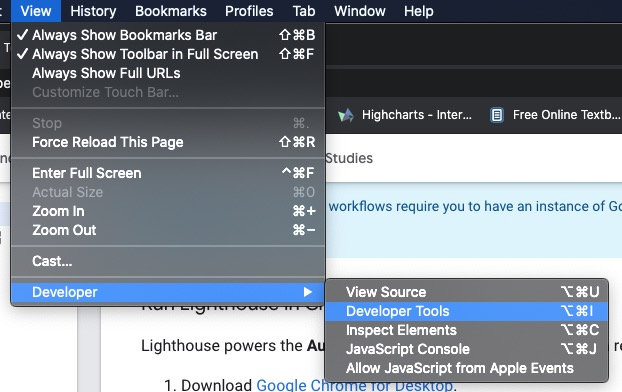 View History Bookmarks Profiles Tab Window Help
✓ Always Show Bookmarks Bar ⇧⌘B
✓ Always Show Toolbar in Full Screen ⇧⌘F
Always Show Full URLs
Customize Touch Bar...
Highcharts - Inter... Free Online Textb...
Stop ⌘.
Force Reload This Page ⇧⌘R
Studies
Enter Full Screen ^⌘F
Actual Size ⌘0
Zoom In ⌘+
workflows require you to have an instance of Go
Zoom Out ⌘−
Cast...
Developer ▶
View Source ⌥⌘U
Developer Tools ⌥⌘I
Inspect Elements ⌥⌘C
JavaScript Console ⌥⌘J
Allow JavaScript from Apple Events
Run Lighthouse in
Lighthouse powers the Au
1. Download Google Chrome for Desktop.